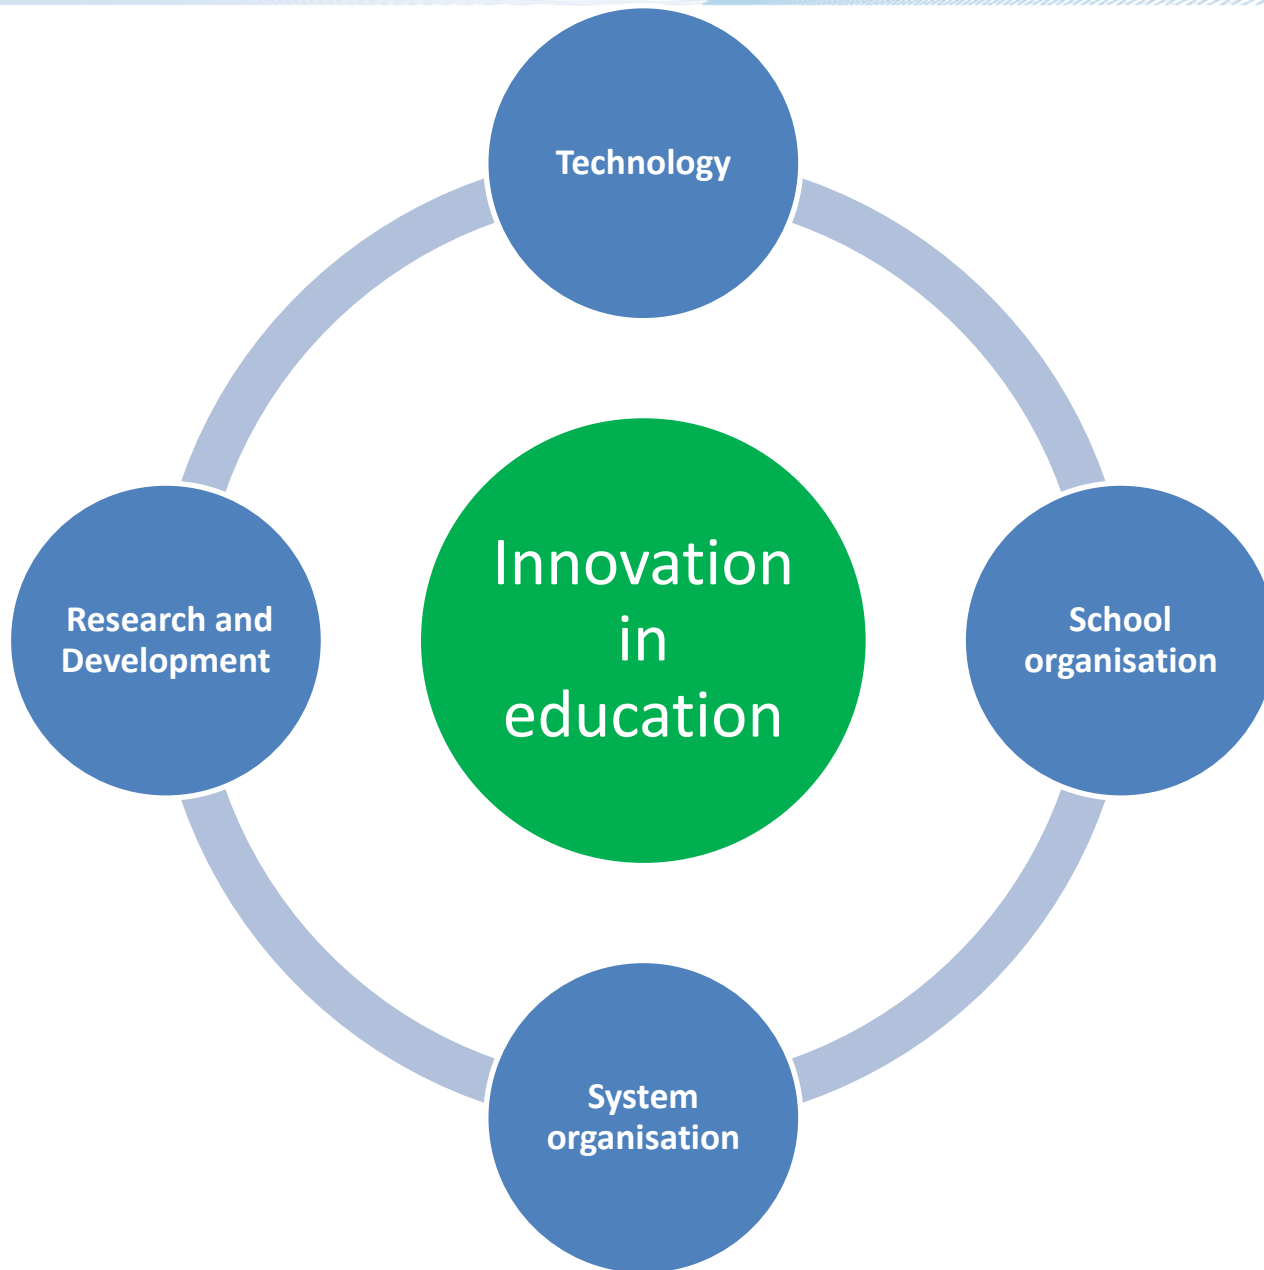 Technology
Innovation
in
education
Research and
Development
School
organisation
System
organisation